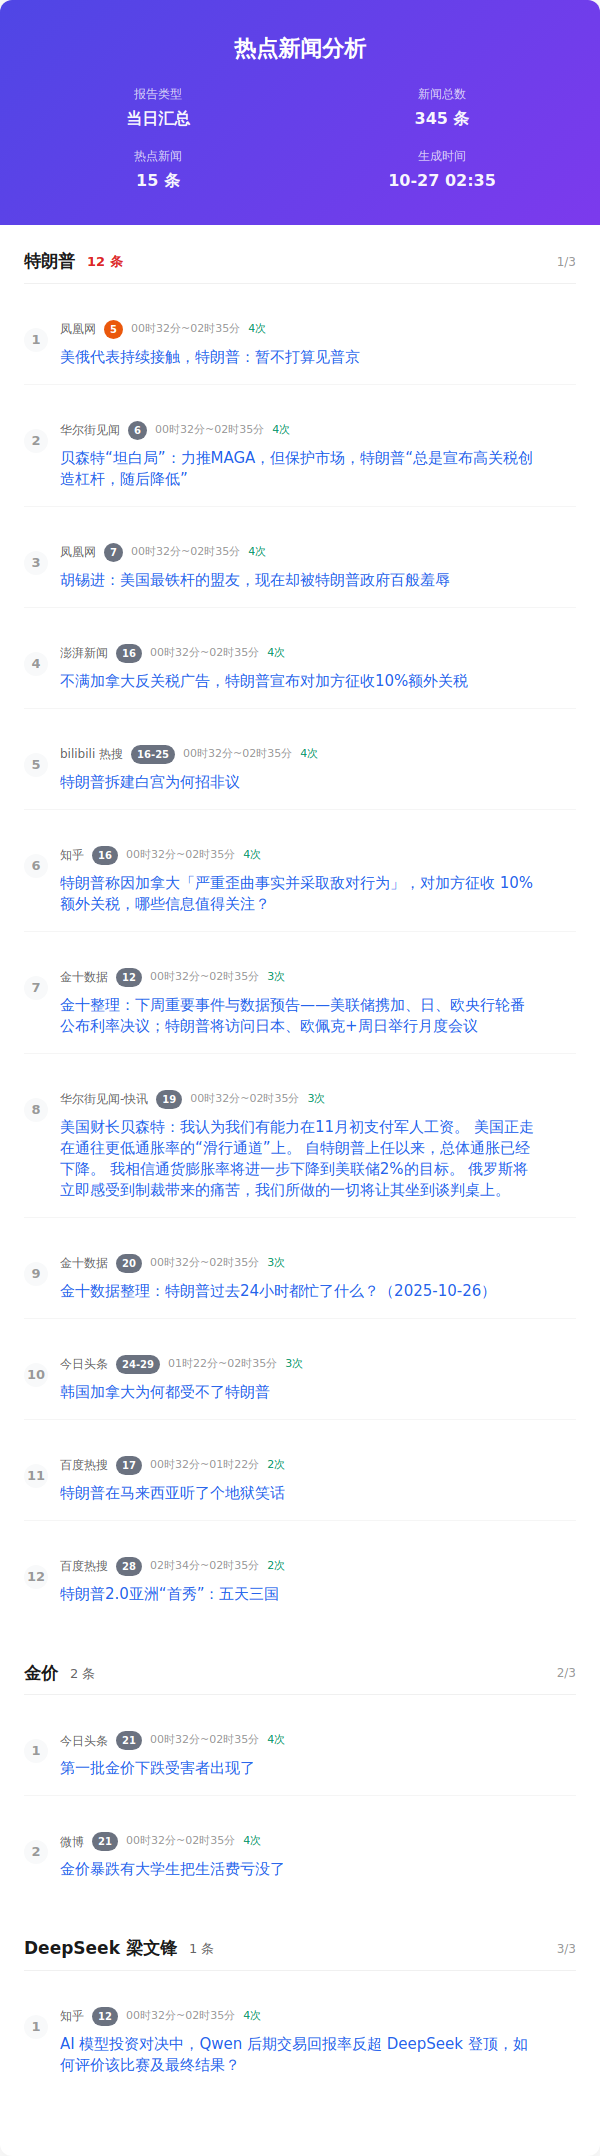 热点新闻分析
报告类型 新闻总数
当日汇总 345 条
热点新闻 生成时间
15 条 10-27 02:35
特朗普 12 条 1/3
1 凤凰网 5 00时32分~02时35分 4次
美俄代表持续接触，特朗普：暂不打算见普京
2 华尔街见闻 6 00时32分~02时35分 4次
贝森特“坦白局”：力推MAGA，但保护市场，特朗普“总是宣布高关税创
造杠杆，随后降低”
3 凤凰网 7 00时32分~02时35分 4次
胡锡进：美国最铁杆的盟友，现在却被特朗普政府百般羞辱
4 澎湃新闻 16 00时32分~02时35分 4次
不满加拿大反关税广告，特朗普宣布对加方征收10%额外关税
5 bilibili 热搜 16-25 00时32分~02时35分 4次
特朗普拆建白宫为何招非议
6 知乎 16 00时32分~02时35分 4次
特朗普称因加拿大「严重歪曲事实并采取敌对行为」，对加方征收 10%
额外关税，哪些信息值得关注？
7 金十数据 12 00时32分~02时35分 3次
金十整理：下周重要事件与数据预告——美联储携加、日、欧央行轮番
公布利率决议；特朗普将访问日本、欧佩克+周日举行月度会议
8 华尔街见闻-快讯 19 00时32分~02时35分 3次
美国财长贝森特：我认为我们有能力在11月初支付军人工资。 美国正走
在通往更低通胀率的“滑行通道”上。 自特朗普上任以来，总体通胀已经
下降。 我相信通货膨胀率将进一步下降到美联储2%的目标。 俄罗斯将
立即感受到制裁带来的痛苦，我们所做的一切将让其坐到谈判桌上。
9 金十数据 20 00时32分~02时35分 3次
金十数据整理：特朗普过去24小时都忙了什么？（2025-10-26）
10 今日头条 24-29 01时22分~02时35分 3次
韩国加拿大为何都受不了特朗普
11 百度热搜 17 00时32分~01时22分 2次
特朗普在马来西亚听了个地狱笑话
12 百度热搜 28 02时34分~02时35分 2次
特朗普2.0亚洲“首秀”：五天三国
金价 2 条 2/3
1 今日头条 21 00时32分~02时35分 4次
第一批金价下跌受害者出现了
2 微博 21 00时32分~02时35分 4次
金价暴跌有大学生把生活费亏没了
DeepSeek 梁文锋 1 条 3/3
1 知乎 12 00时32分~02时35分 4次
AI 模型投资对决中，Qwen 后期交易回报率反超 DeepSeek 登顶，如
何评价该比赛及最终结果？